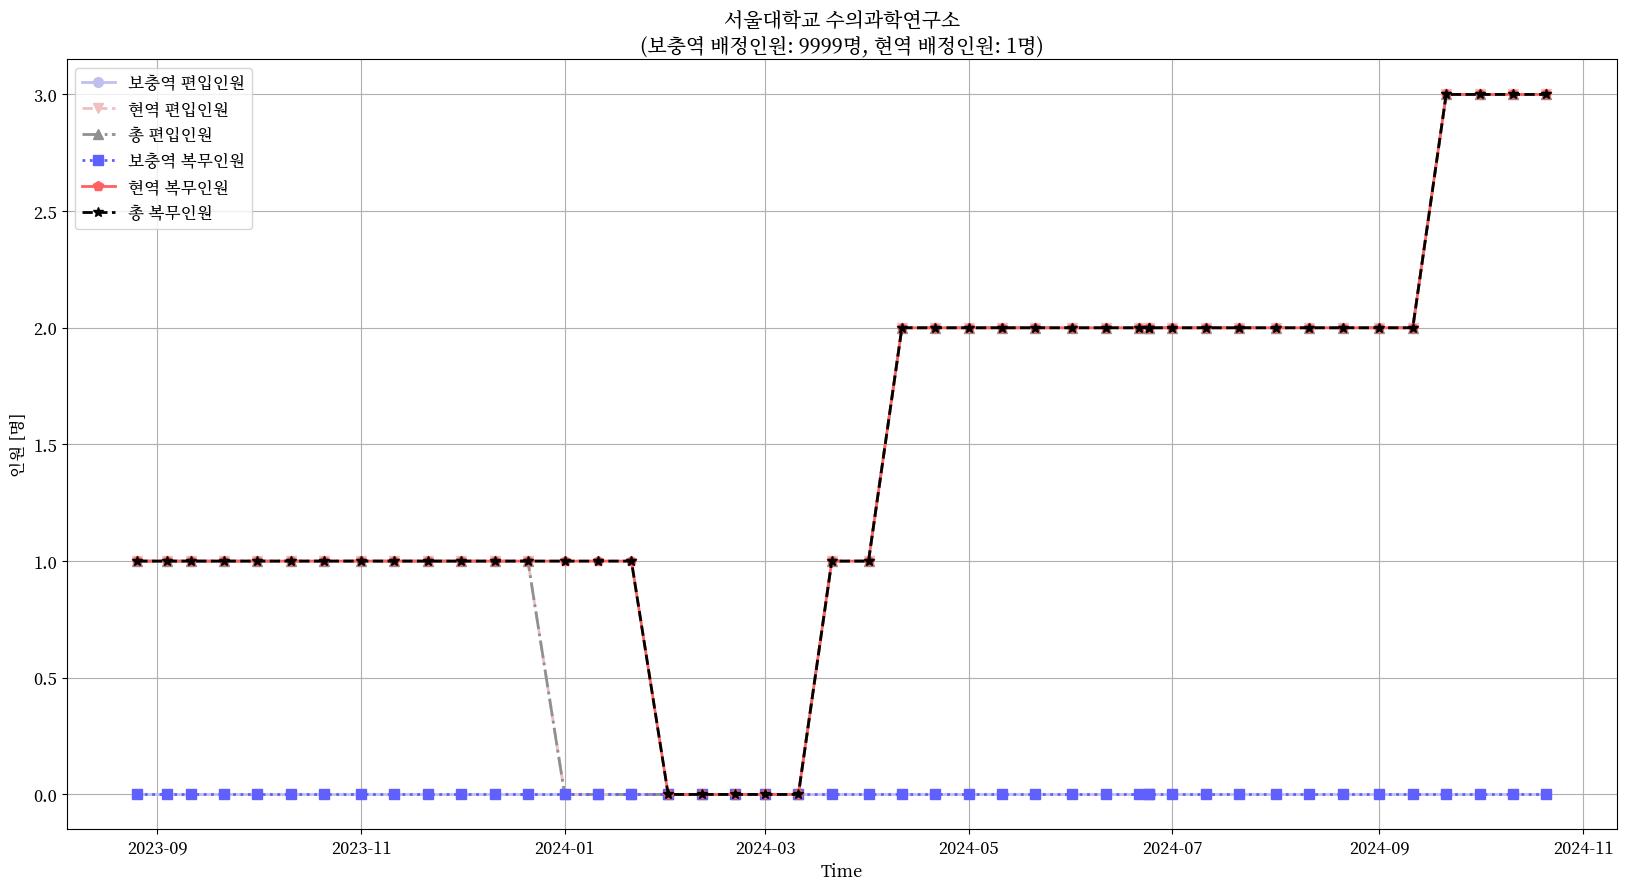 서울대학교 수의과학연구소
(보충역 배정인원: 9999명, 현역 배정인원: 1명)
보충역 편입인원
현역 편입인원
총 편입인원
보충역 복무인원
현역 복무인원
총 복무인원
인원 [명]
3.0
2.5
2.0
1.5
1.0
0.5
0.0
2023-09 2023-11 2024-01 2024-03 2024-05 2024-07 2024-09 2024-11
Time